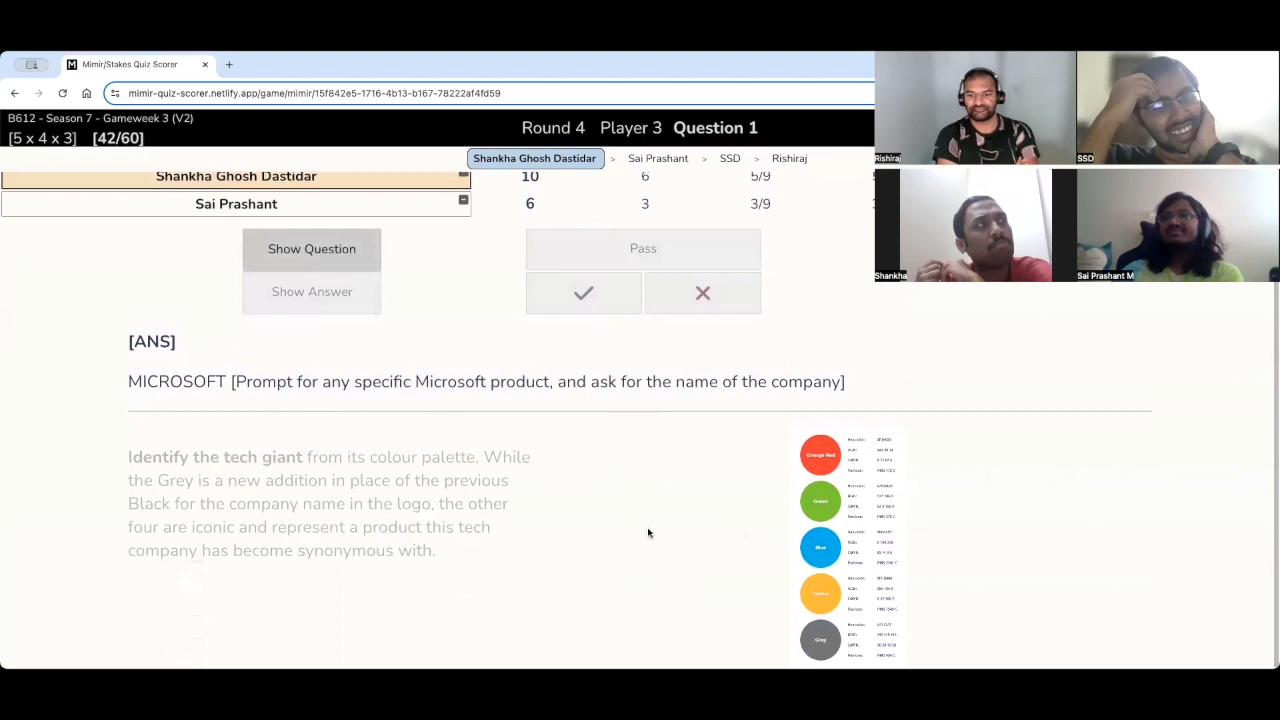 Mimir/Stakes Quiz Scorer
mimir-quiz-scorer.netlify.app/game/mimir/15f842e5-1716-4b13-b167-78222af4fd59
B612 - Season 7 - Gameweek 3 (V2)
[5 x 4 x 3] [42/60]
Round 4 Player 3 Question 1
Shankha Ghosh Dastidar > Sai Prashant > SSD > Rishiraj
Shankha Ghosh Dastidar 10 6 5/9
Sai Prashant 6 3 3/9
Show Question
Pass
Show Answer
Rishiraj
SSD
Shankha
Sai Prashant M
[ANS]
MICROSOFT [Prompt for any specific Microsoft product, and ask for the name of the company]
Identify the tech giant from its colour palette. While
the Grey is a new addition in place of the previous
Black for the company name in the logo, the other
four are iconic and represent a product this tech
company has become synonymous with.
Orange Red
Green
Blue
Yellow
Grey